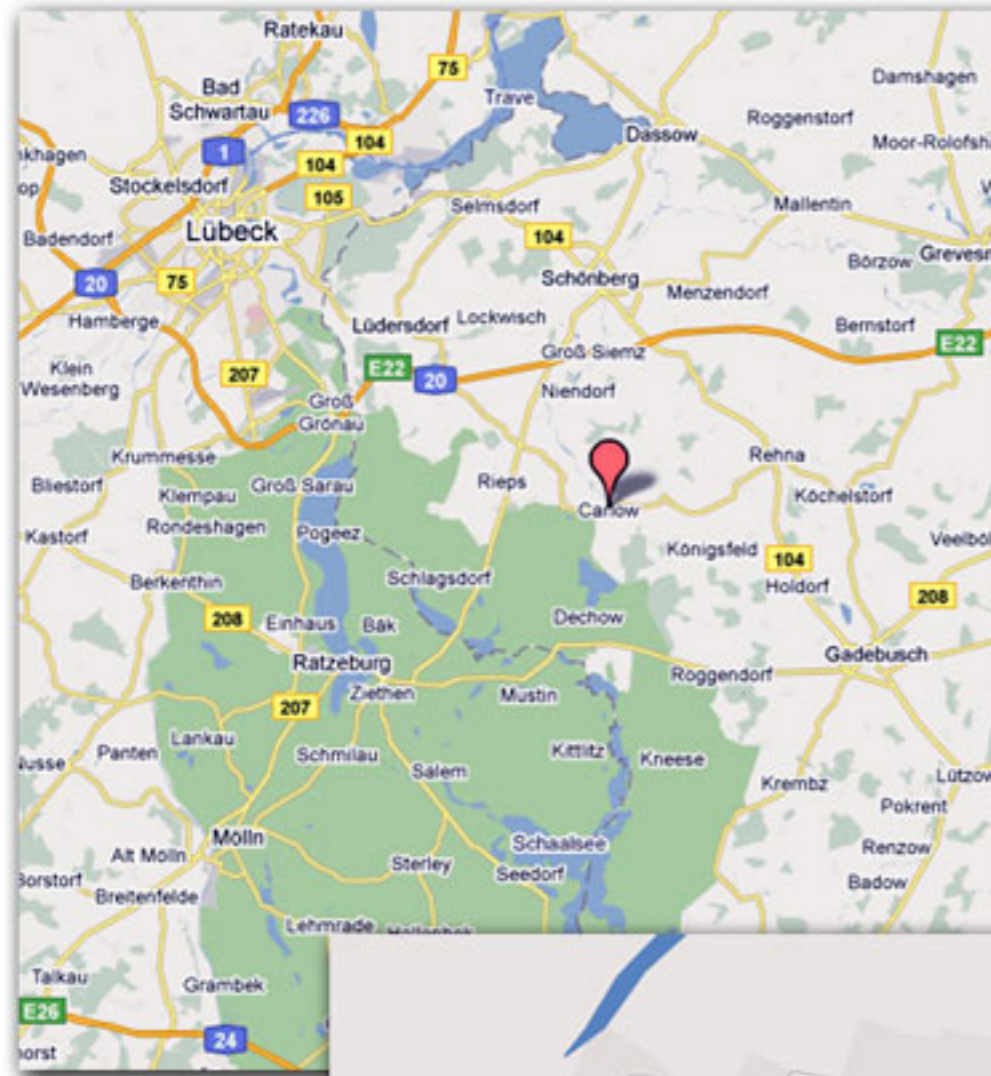 Ratekau
75
Damshagen
Bad
Schwartau
Trave
226
Roggenstorf
Dassow
104
Moor-Rolofsh
1
104
Stockelsdorf
105
Selmsdorf
Mallentin
Lübeck
Badendorf
104
Börzow
Grevesm
20
75
Schönberg
Menzendorf
Hamberge
Lüdersdorf
Lockwisch
Bernstorf
E22
Groß Siemz
E22
20
Klein
Wesenberg
207
Niendorf
Groß
Grönau
Krummesse
Rehna
Bliestorf
Klempau
Groß Sarau
Rieps
Carlow
Köchelstorf
Kastorf
Rondeshagen
Pogeez
Königsfeld
104
Berkenthin
Schlagsdorf
Holdorf
208
208
Einhaus
Bäk
Dechow
Ratzeburg
Gadebusch
Ziethen
Mustin
Roggendorf
207
Lankau
Panten
Schmilau
Kittlitz
Kneese
Salem
Krembz
Lützow
Pokrent
Mölln
Schaalsee
Alt Mölln
Sterley
Renzow
Seedorf
Badow
Breitenfelde
Lehmrade
Talkau
Grambek
E26
24